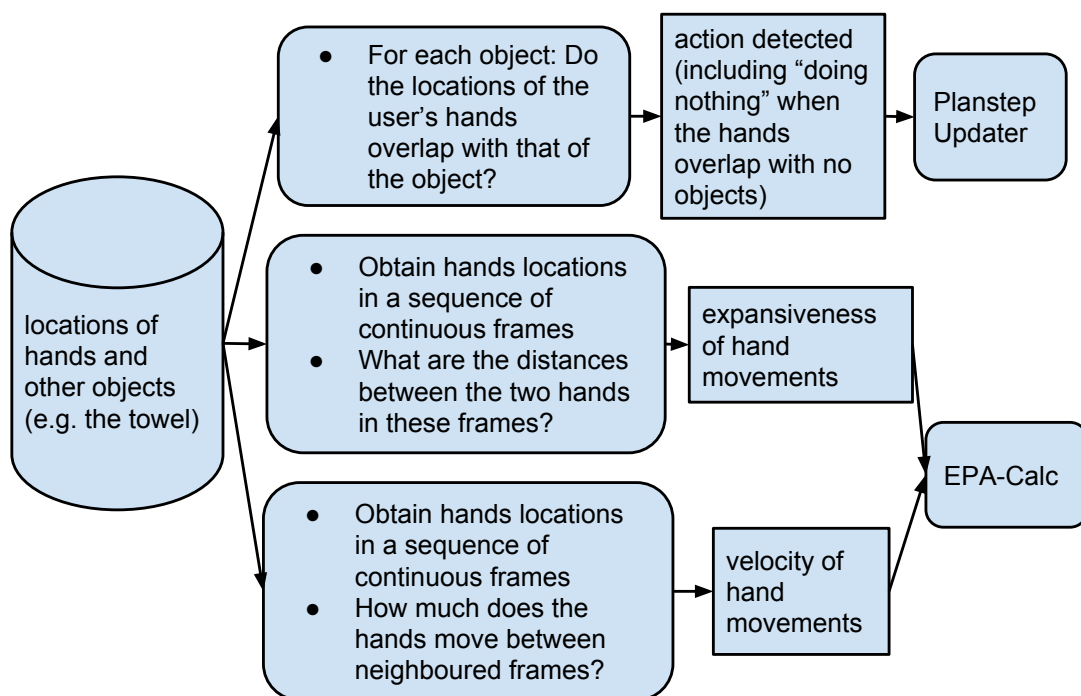 locations of
hands and
other objects
(e.g. the towel)
● For each object: Do
the locations of the
user’s hands
overlap with that of
the object?
action detected
(including “doing
nothing” when
the hands
overlap with no
objects)
Planstep
Updater
● Obtain hands locations
in a sequence of
continuous frames
● What are the distances
between the two hands
in these frames?
expansiveness
of hand
movements
● Obtain hands locations
in a sequence of
continuous frames
● How much does the
hands move between
neighboured frames?
velocity of
hand
movements
EPA-Calc